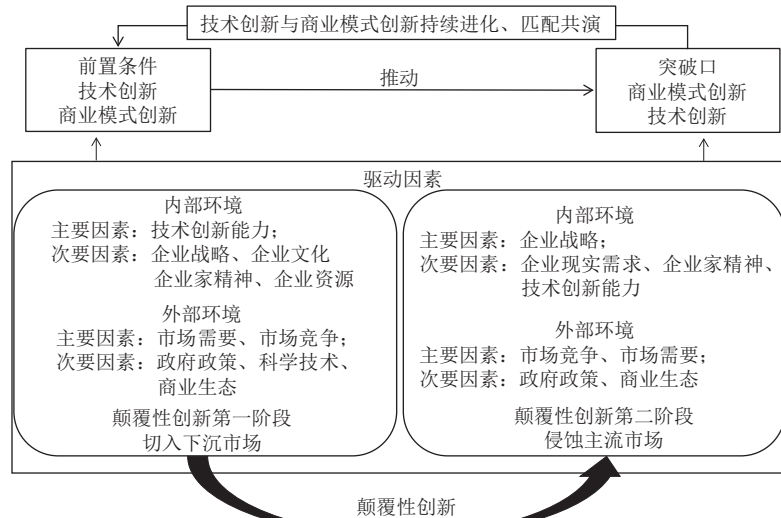 技术创新与商业模式创新持续进化、匹配共演
前置条件
技术创新
商业模式创新
推动
突破口
商业模式创新
技术创新
驱动因素
内部环境
主要因素：技术创新能力；
次要因素：企业战略、企业文化
企业家精神、企业资源
外部环境
主要因素：市场需要、市场竞争；
次要因素：政府政策、科学技术、
商业生态
颠覆性创新第一阶段
切入下沉市场
内部环境
主要因素：企业战略；
次要因素：企业现实需求、企业家精神、
技术创新能力
外部环境
主要因素：市场竞争、市场需要；
次要因素：政府政策、商业生态
颠覆性创新第二阶段
侵蚀主流市场
颠覆性创新